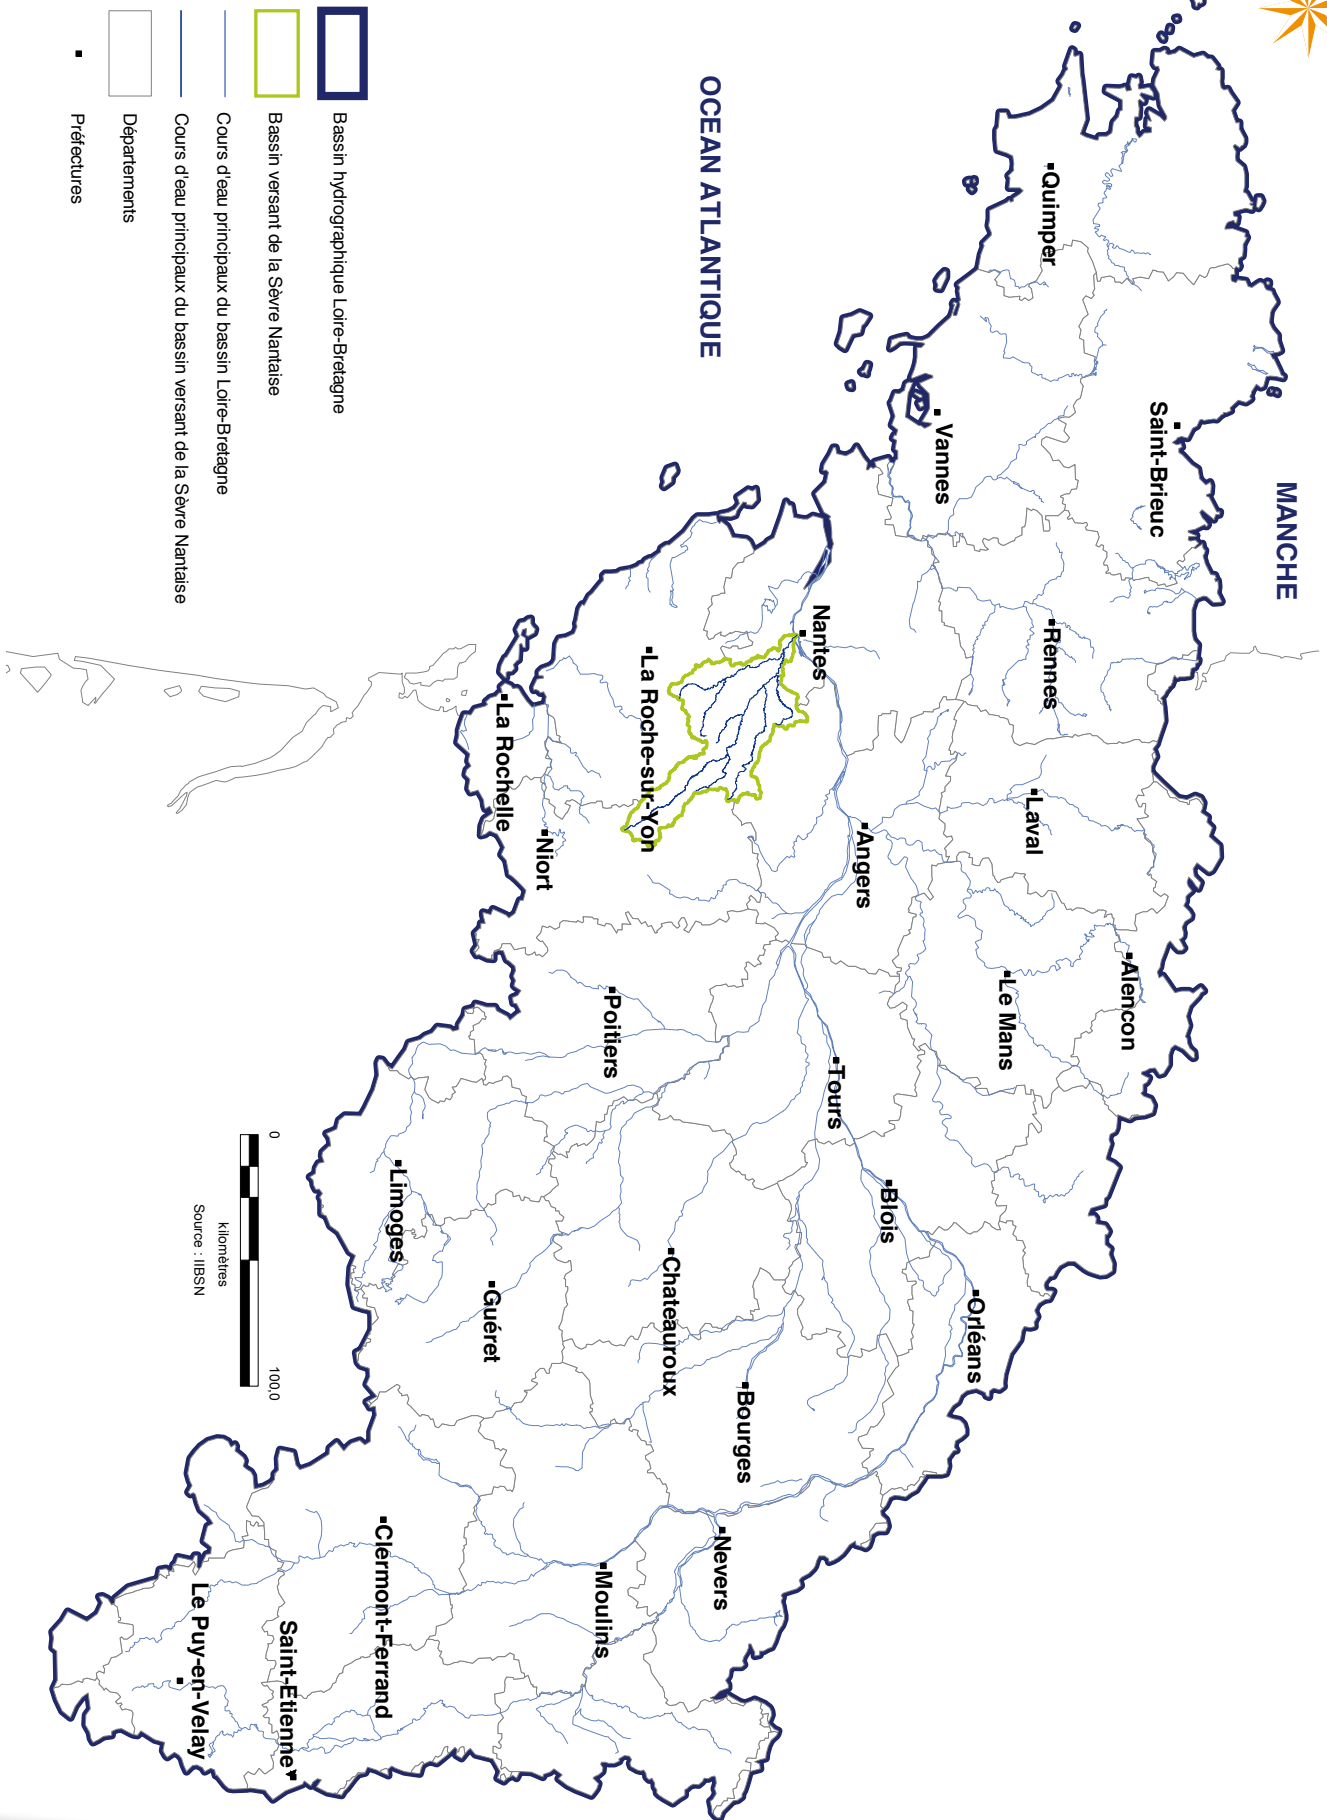 MANCHE
OCEAN ATLANTIQUE
Quimper
Saint-Brieuc
Vannes
Rennes
Laval
Alencon
Le Mans
Nantes
Angers
La Roche-sur-Yon
La Rochelle
Niort
Poitiers
Tours
Blois
Orléans
Limoges
Guéret
Chateauroux
Bourges
Nevers
Moulins
Clermont-Ferrand
Saint-Etienne
Le Puy-en-Velay
Bassin hydrographique Loire-Bretagne
Bassin versant de la Sèvre Nantaise
Cours d'eau principaux du bassin Loire-Bretagne
Cours d'eau principaux du bassin versant de la Sèvre Nantaise
Départements
Préfectures
0
100,0
kilomètres
Source : IIBSN